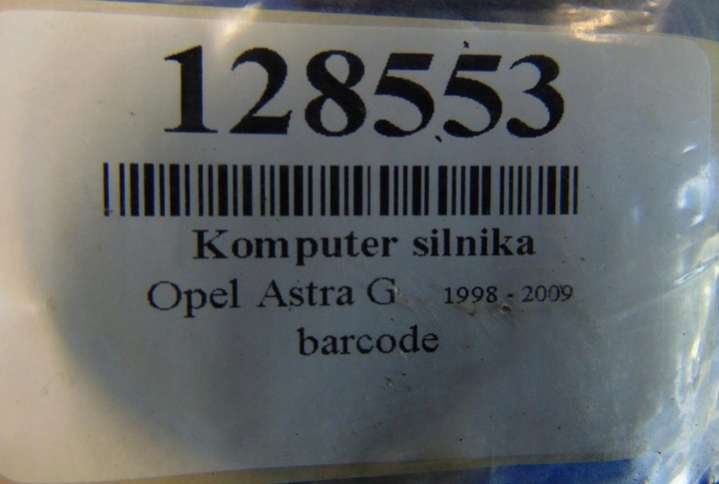 128553
Komputer silnika
Opel Astra G 1998 - 2009
barcode